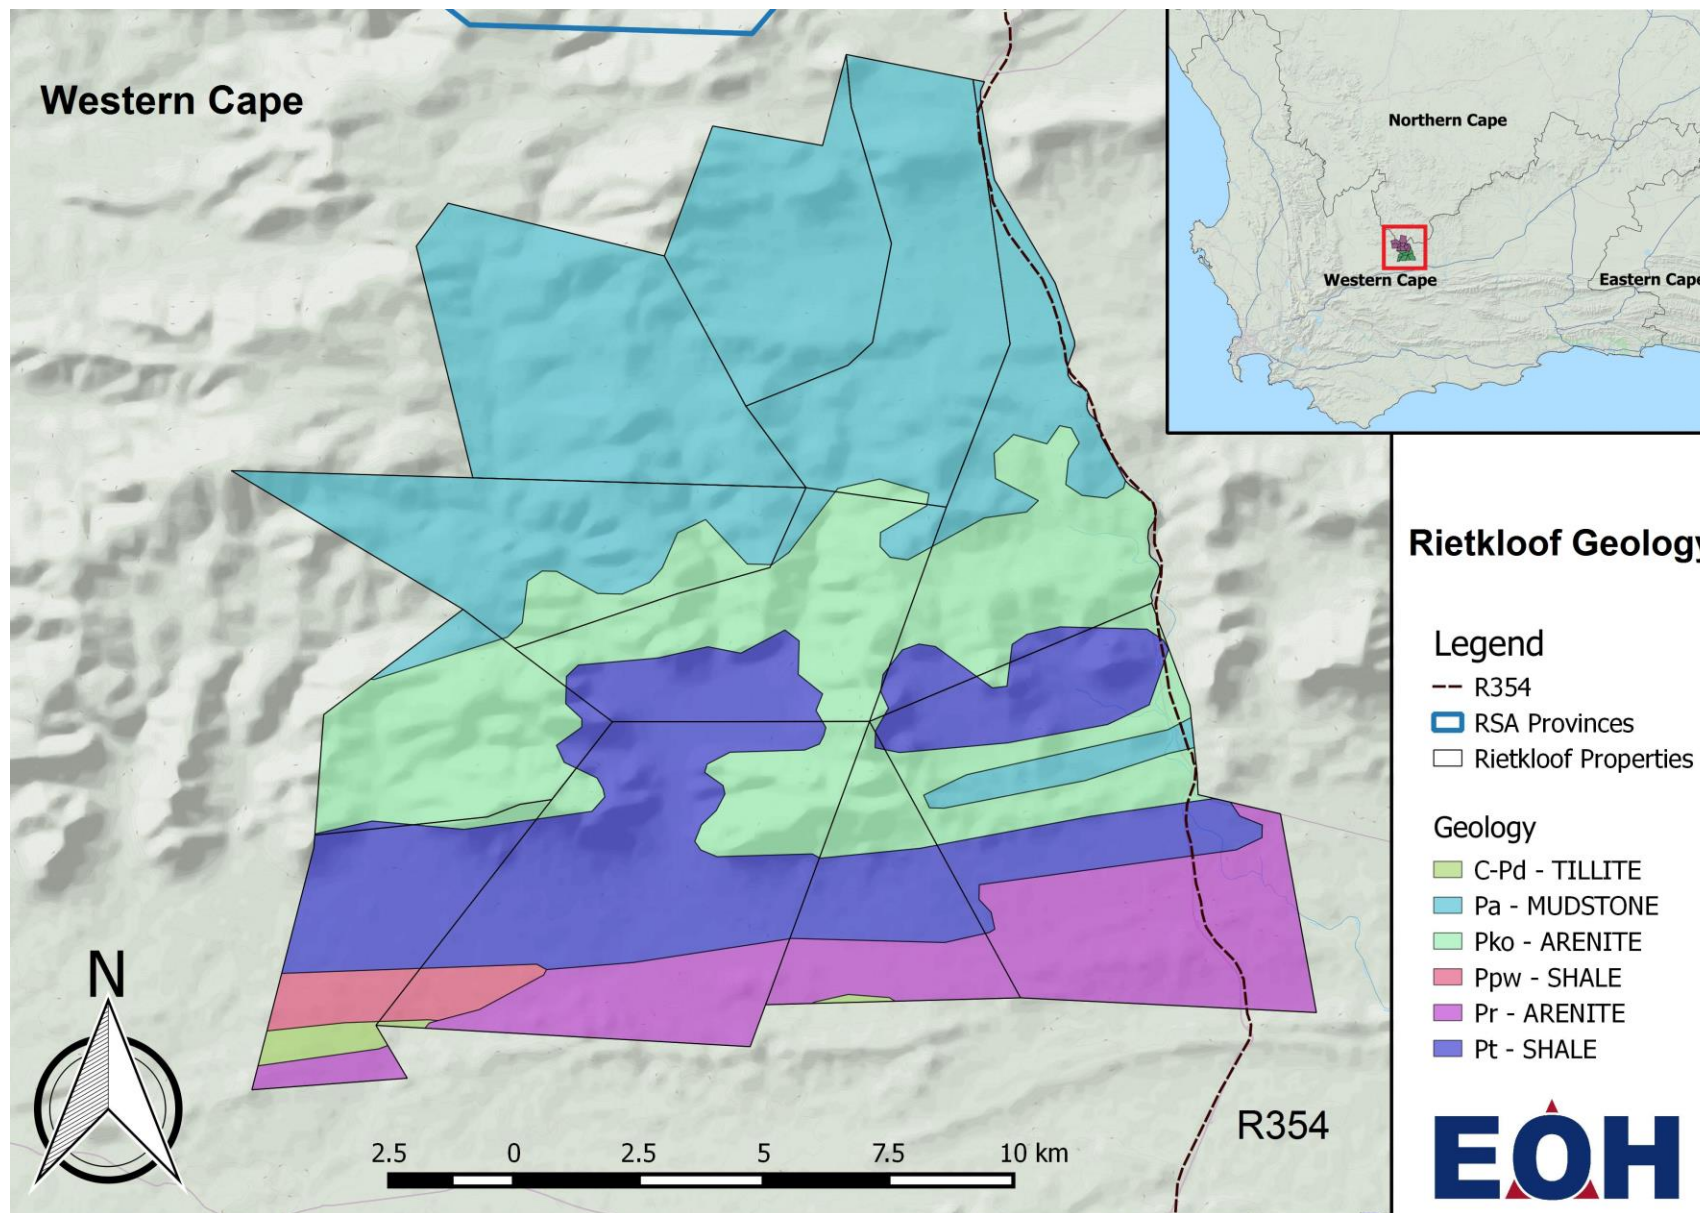 Western Cape
Northern Cape
Western Cape
Eastern Cape
Rietkloof Geology
Legend
R354
RSA Provinces
Rietkloof Properties
Geology
C-Pd - TILLITE
Pa - MUDSTONE
Pko - ARENITE
Ppw - SHALE
Pr - ARENITE
Pt - SHALE
N
R354
2.5 0 2.5 5 7.5 10 km
EOH